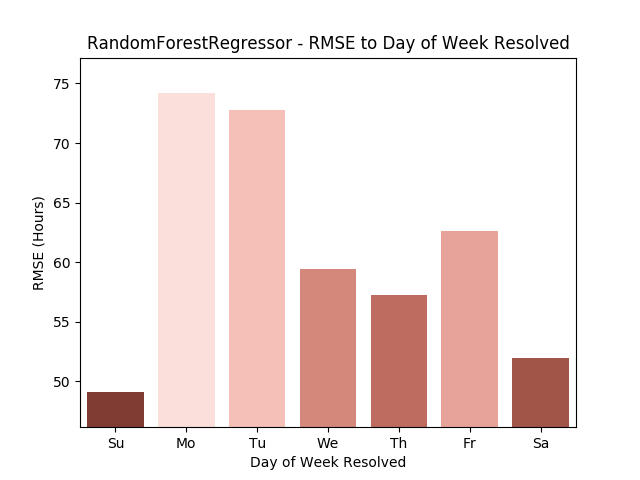 RandomForestRegressor - RMSE to Day of Week Resolved
75
70
65
60
55
50
RMSE (Hours)
Su Mo Tu We Th Fr Sa
Day of Week Resolved